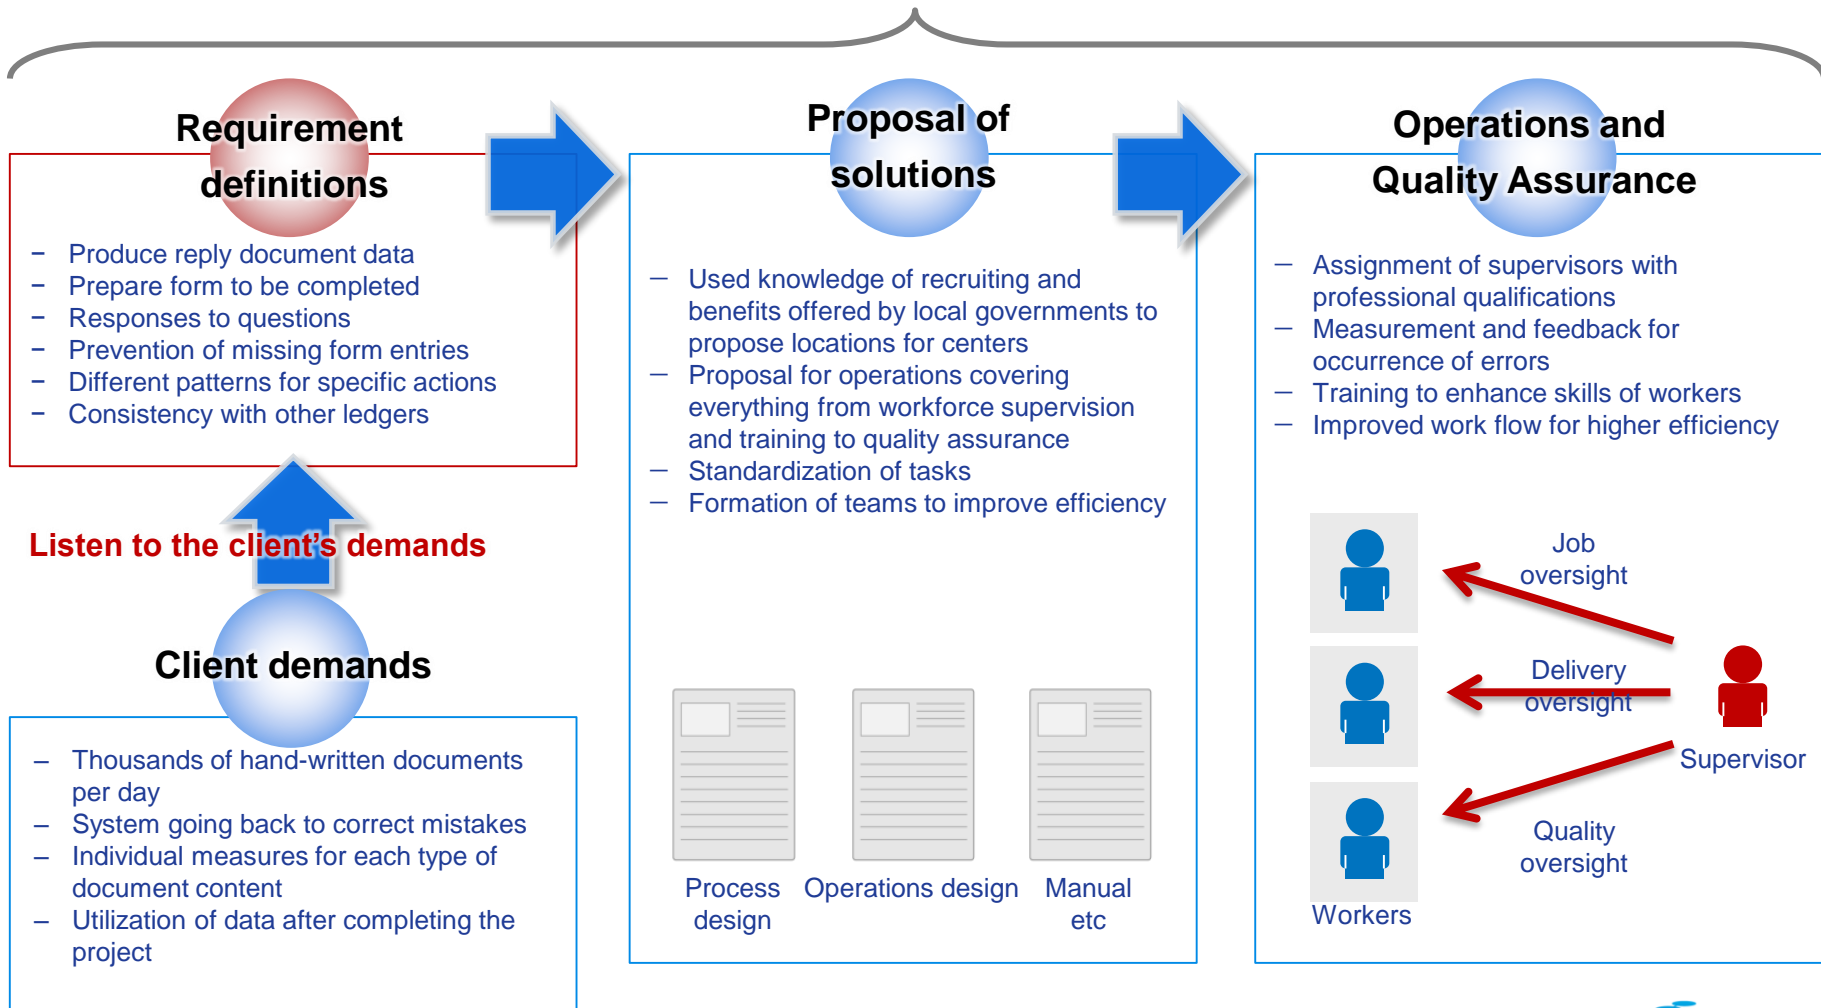 Requirement
definitions
− Produce reply document data
− Prepare form to be completed
− Responses to questions
− Prevention of missing form entries
− Different patterns for specific actions
− Consistency with other ledgers
Listen to the client's demands
Client demands
– Thousands of hand-written documents
per day
– System going back to correct mistakes
– Individual measures for each type of
document content
– Utilization of data after completing the
project
Proposal of
solutions
― Used knowledge of recruiting and
benefits offered by local governments to
propose locations for centers
― Proposal for operations covering
everything from workforce supervision
and training to quality assurance
― Standardization of tasks
― Formation of teams to improve efficiency
Process
design
Operations design
Manual
etc
Operations and
Quality Assurance
― Assignment of supervisors with
professional qualifications
― Measurement and feedback for
occurrence of errors
― Training to enhance skills of workers
― Improved work flow for higher efficiency
Job
oversight
Delivery
oversight
Quality
oversight
Supervisor
Workers